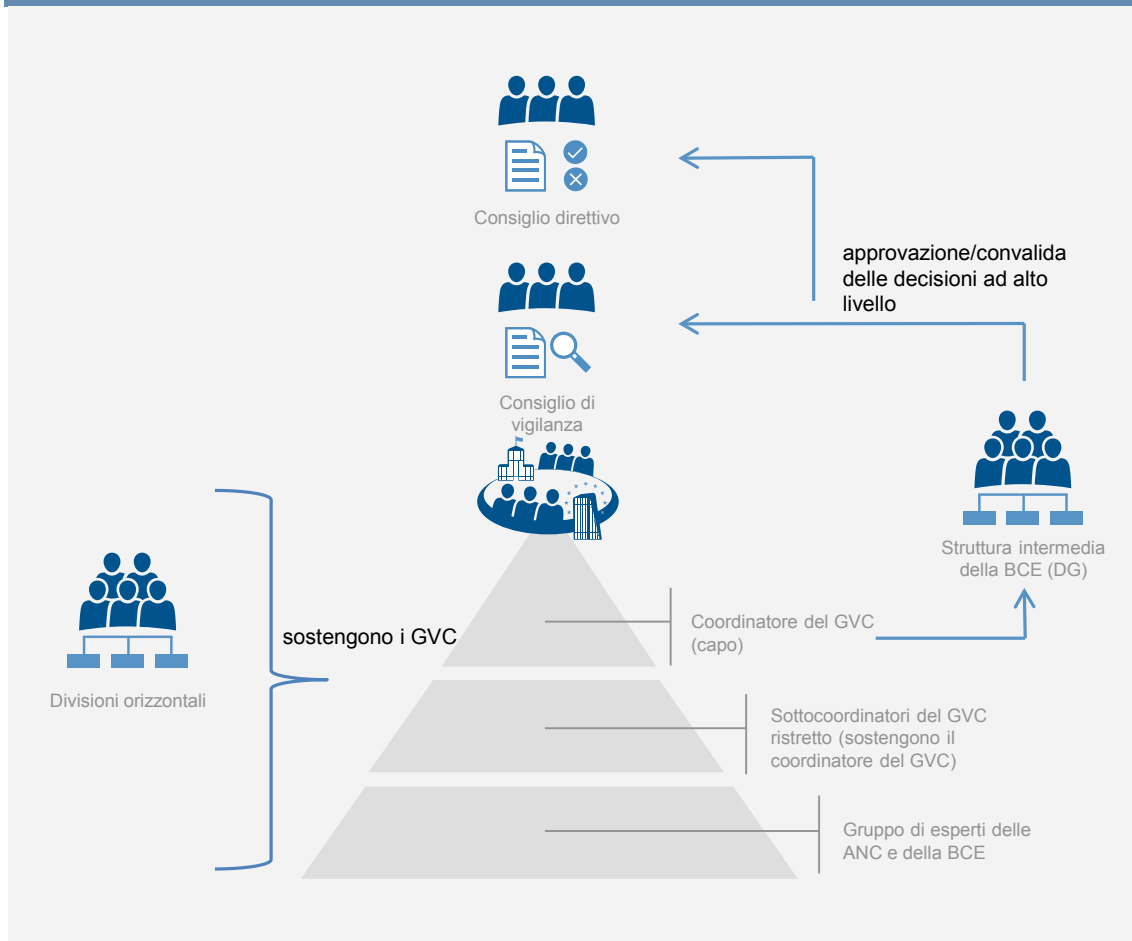 Consiglio direttivo
approvazione/convalida
delle decisioni ad alto
livello
Consiglio di
vigilanza
Struttura intermedia
della BCE (DG)
Coordinatore del GVC
(capo)
sostengono i GVC
Divisioni orizzontali
Sottocoordinatori del GVC
ristretto (sostengono il
coordinatore del GVC)
Gruppo di esperti delle
ANC e della BCE